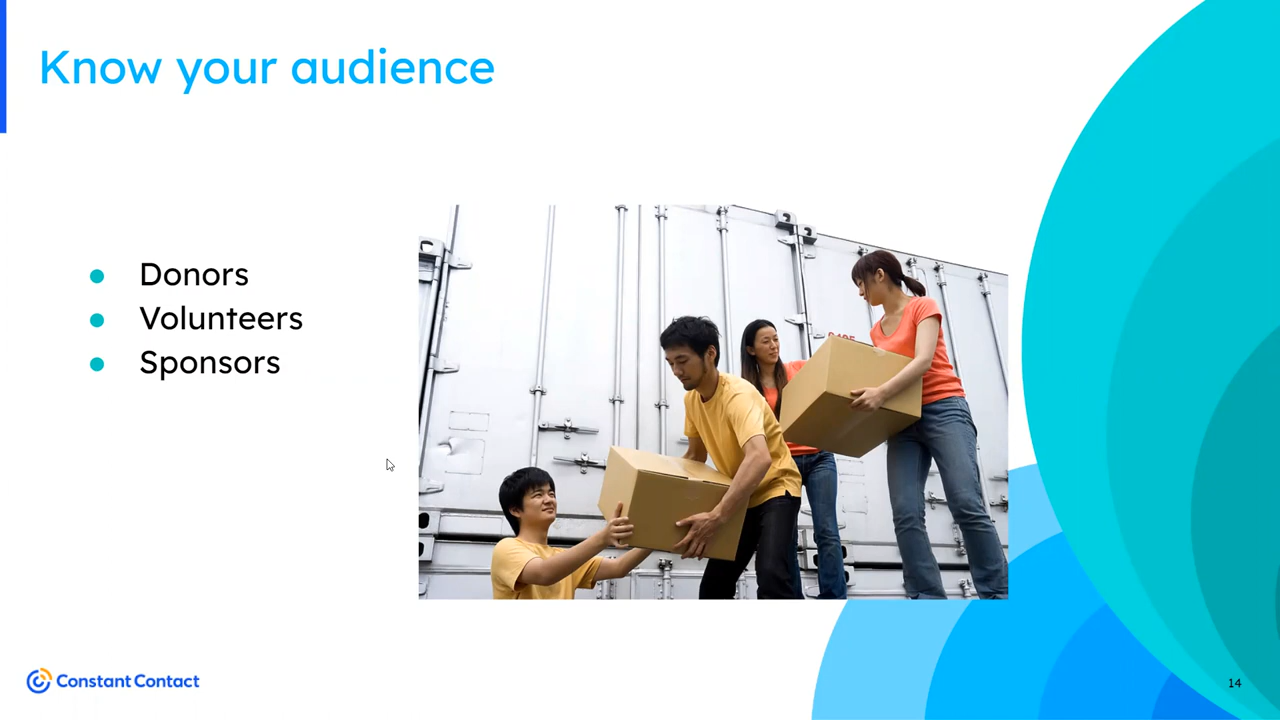 Know your audience
Donors
Volunteers
Sponsors
Constant Contact
14